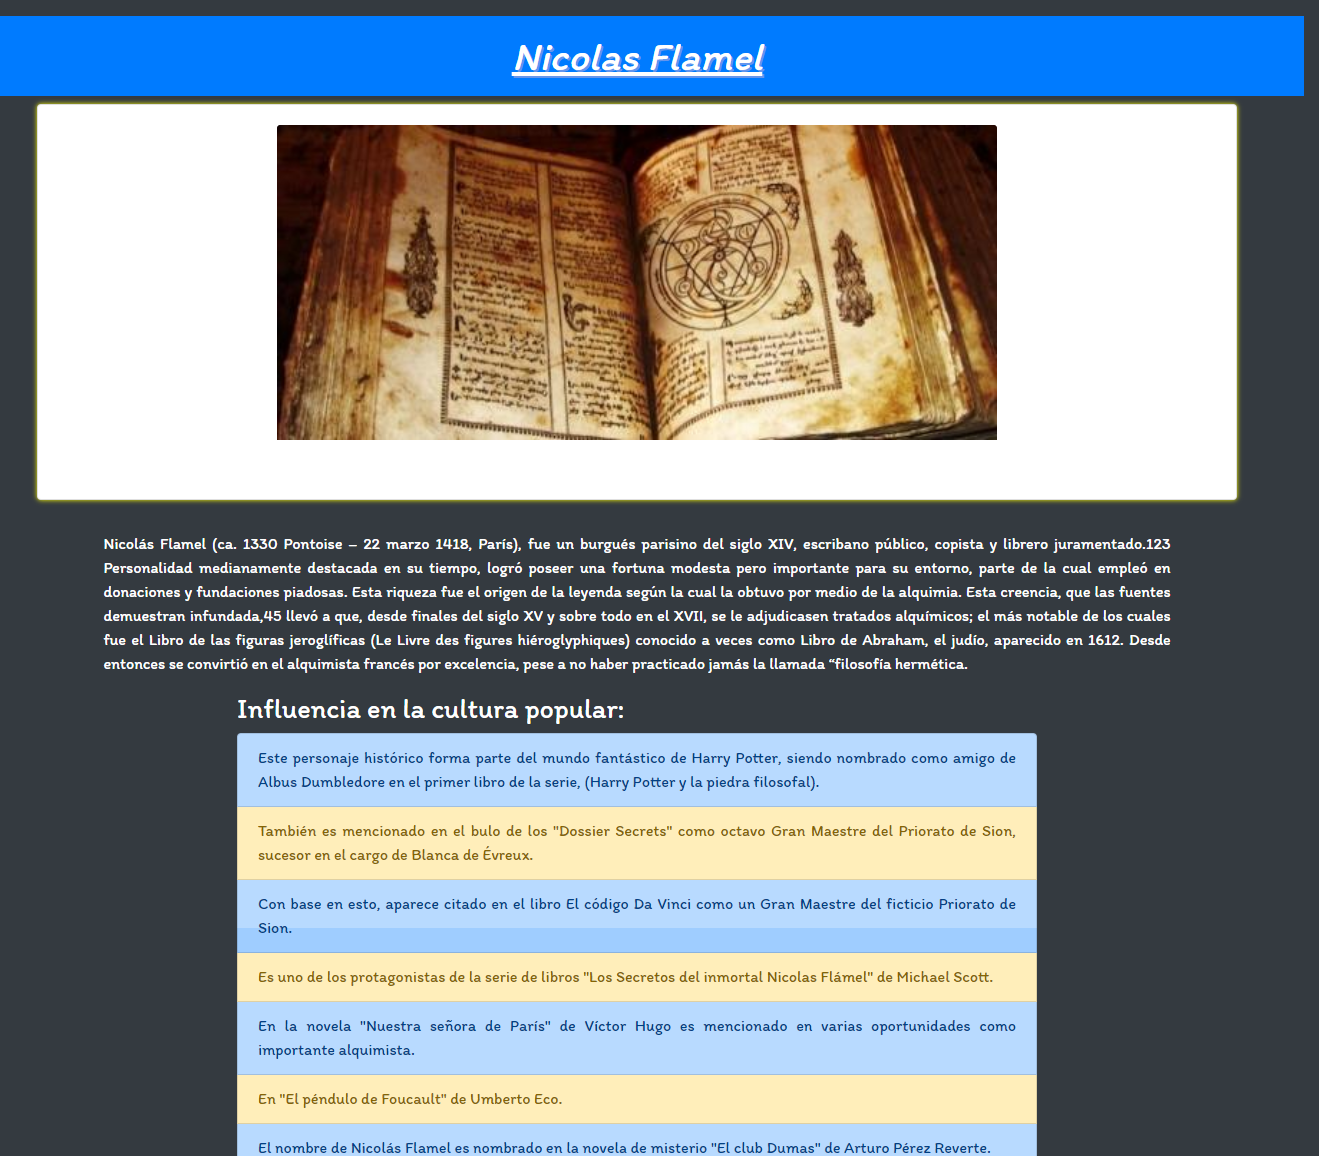 Nicolas Flamel
Nicolás Flamel (ca. 1330 Pontoise – 22 marzo 1418, París), fue un burgués parisino del siglo XIV, escribano público, copista y librero juramentado.123
Personalidad medianamente destacada en su tiempo, logró poseer una fortuna modesta pero importante para su entorno, parte de la cual empleó en
donaciones y fundaciones piadosas. Esta riqueza fue el origen de la leyenda según la cual la obtuvo por medio de la alquimia. Esta creencia, que las fuentes
demuestran infundada,45 llevó a que, desde finales del siglo XV y sobre todo en el XVII, se le adjudicasen tratados alquímicos; el más notable de los cuales
fue el Libro de las figuras jeroglíficas (Le Livre des figures hiéroglyphiques) conocido a veces como Libro de Abraham, el judío, aparecido en 1612. Desde
entonces se convirtió en el alquimista francés por excelencia, pese a no haber practicado jamás la llamada “filosofía hermética.
Influencia en la cultura popular:
Este personaje histórico forma parte del mundo fantástico de Harry Potter, siendo nombrado como amigo de
Albus Dumbledore en el primer libro de la serie, (Harry Potter y la piedra filosofal).
También es mencionado en el bulo de los "Dossier Secrets" como octavo Gran Maestre del Priorato de Sion,
sucesor en el cargo de Blanca de Évreux.
Con base en esto, aparece citado en el libro El código Da Vinci como un Gran Maestre del ficticio Priorato de
Sion.
Es uno de los protagonistas de la serie de libros "Los Secretos del inmortal Nicolas Flámel" de Michael Scott.
En la novela "Nuestra señora de París" de Víctor Hugo es mencionado en varias oportunidades como
importante alquimista.
En "El péndulo de Foucault" de Umberto Eco.
El nombre de Nicolás Flamel es nombrado en la novela de misterio "El club Dumas" de Arturo Pérez Reverte.